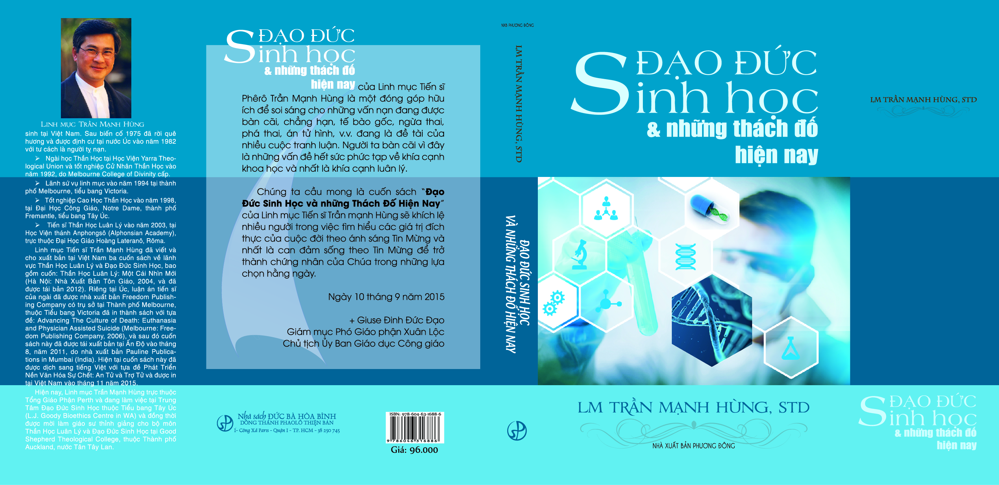 LINH MỤC TRẦN MẠNH HÙNG
sinh tại Việt Nam. Sau biến cố 1975 đã rời quê
hương và được định cư tại nước Úc vào năm 1982
với tư cách là người tỵ nạn.
➢ Ngài học Thần Học tại Học Viện Yarra Theo-
logical Union và tốt nghiệp Cử Nhân Thần Học vào
năm 1992, do Melbourne College of Divinity cấp.
➢ Lãnh sứ vụ linh mục vào năm 1994 tại thành
phố Melbourne, tiểu bang Victoria.
➢ Tốt nghiệp Cao Học Thần Học vào năm 1998,
tại Đại Học Công Giáo, Notre Dame, thành phố
Fremantle, tiểu bang Tây Úc.
➢ Tiến sĩ Thần Học Luân Lý vào năm 2003, tại
Học Viện thánh Anphongsô (Alphonsian Academy),
trực thuộc Đại Học Giáo Hoàng Lateranô, Rôma.
Linh mục Tiến sĩ Trần Mạnh Hùng đã viết và
cho xuất bản tại Việt Nam ba cuốn sách về lãnh
vực Thần Học Luân Lý và Đạo Đức Sinh Học, bao
gồm cuốn: Thần Học Luân Lý: Một Cái Nhìn Mới
(Hà Nội: Nhà Xuất Bản Tôn Giáo, 2004, và đã
được tái bản 2012). Riêng tại Úc, luận án tiến sĩ
của ngài đã được nhà xuất bản Freedom Publish-
ing Company có trụ sở tại Thành phố Melbourne,
thuộc Tiểu bang Victoria đã in thành sách với tựa
đề: Advancing The Culture of Death: Euthanasia
and Physician Assisted Suicide (Melbourne: Free-
dom Publishing Company, 2006), và sau đó cuốn
sách này đã được tái xuất bản tại Ấn Độ vào tháng
8, năm 2011, do nhà xuất bản Pauline Publica-
tions in Mumbai (India). Hiện tại cuốn sách này đã
được dịch sang tiếng Việt với tựa đề Phát Triển
Nền Văn Hóa Sự Chết: An Tử và Trợ Tử và được in
tại Việt Nam vào tháng 11 năm 2015.
Hiện nay, Linh mục Trần Mạnh Hùng trực thuộc
Tổng Giáo Phận Perth và đang làm việc tại Trung
Tâm Đạo Đức Sinh Học thuộc Tiểu bang Tây Úc
(L.J. Goody Bioethics Centre in WA) và đồng thời
được mời làm giáo sư thỉnh giảng cho bộ môn
Thần Học Luân Lý và Đạo Đức Sinh Học tại Good
Shepherd Theological College, thuộc Thành phố
Auckland, nước Tân Tây Lan.
ĐẠO ĐỨC
Sinh học
& những thách đố
hiện nay của Linh mục Tiến sĩ
Phêrô Trần Mạnh Hùng là một đóng góp hữu
ích để soi sáng cho những vấn nạn đang được
bàn cãi, chẳng hạn, tế bào gốc, ngừa thai,
phá thai, án tử hình, v.v. đang là đề tài của
nhiều cuộc tranh luận. Người ta bàn cãi vì đây
là những vấn đề hết sức phức tạp về khía cạnh
khoa học và nhất là khía cạnh luân lý.
Chúng ta cầu mong là cuốn sách “Đạo
Đức Sinh Học và những Thách Đố Hiện Nay”
của Linh mục Tiến sĩ Trần mạnh Hùng sẽ khích lệ
nhiều người trong việc tìm hiểu các giá trị đích
thực của cuộc đời theo ánh sáng Tin Mừng và
nhất là can đảm sống theo Tin Mừng để trở
thành chứng nhân của Chúa trong những lựa
chọn hằng ngày.
Ngày 10 tháng 9 năm 2015
+ Giuse Đinh Đức Đạo
Giám mục Phó Giáo phận Xuân Lộc
Chủ tịch Ủy Ban Giáo dục Công giáo
Nhà sách ĐỨC BÀ HÒA BÌNH
DÒNG THÁNH PHAOLÔ THIỆN BẢN
1- Công Xã Paris - Quận 1 - TP. HCM - 38 250 745
ISBN: 978-604-63-1688-6
9 786046 316886
Giá: 96.000
NXB PHƯƠNG ĐÔNG
LM TRẦN MẠNH HÙNG, STD
ĐẠO ĐỨC SINH HỌC
VÀ NHỮNG THÁCH ĐỐ HIỆN NAY
ĐẠO ĐỨC
Sinh học
& những thách đố
hiện nay
LM TRẦN MẠNH HÙNG, STD
NHÀ XUẤT BẢN PHƯƠNG ĐÔNG
LM TRẦN MẠNH HÙNG, STD
ĐẠO ĐỨC
Sinh học
& những thách đố
hiện nay